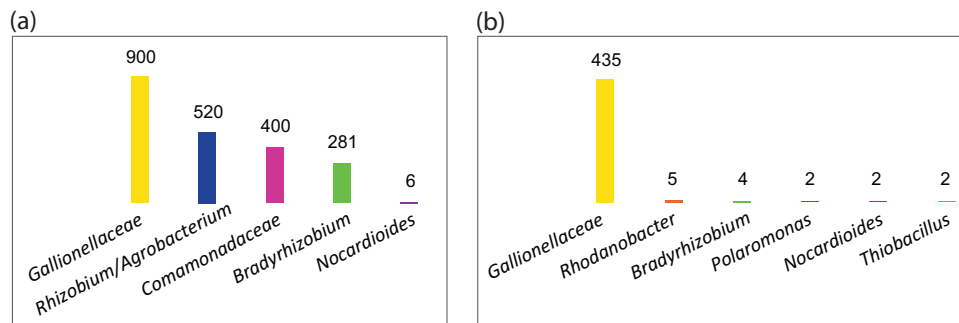 (a)
900
520
400
281
6
Gallionellaceae
Rhizobium/Agrobacterium
Comamonadaceae
Bradyrhizobium
Nocardioides
(b)
435
5
4
2
2
2
Gallionellaceae
Rhodanobacter
Bradyrhizobium
Polaromonas
Nocardioides
Thiobacillus